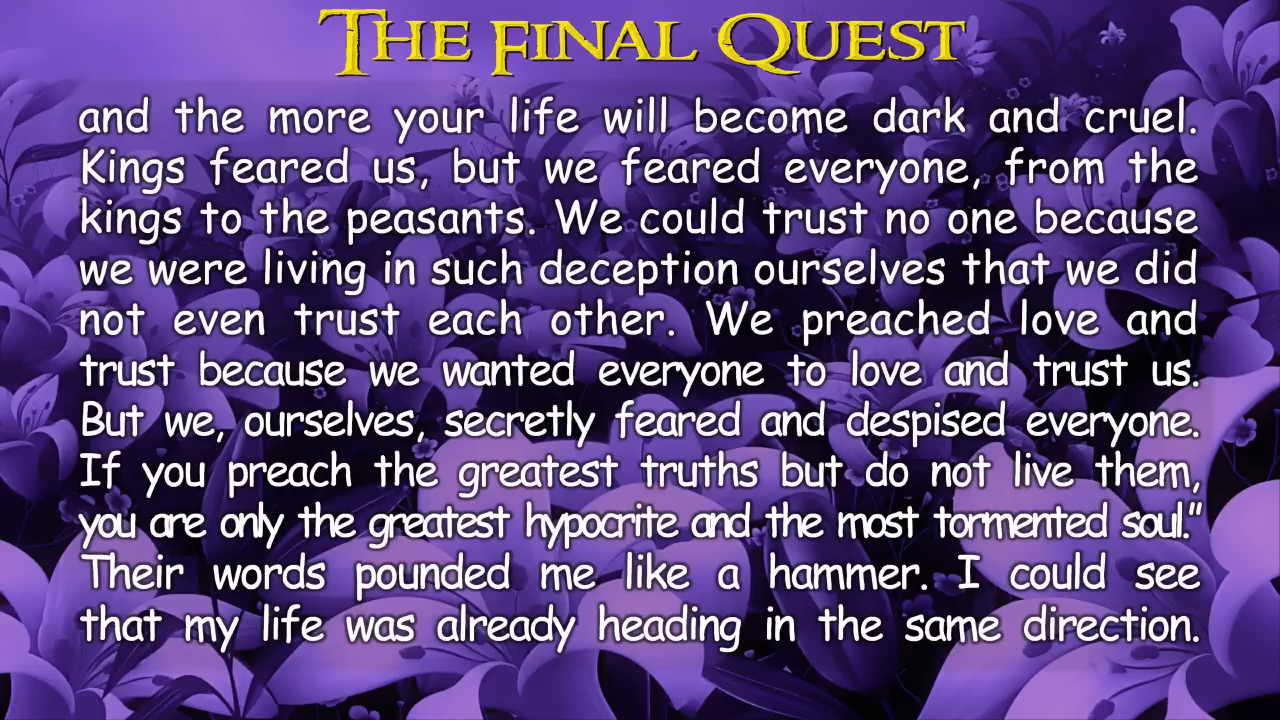 The Final Quest
and the more your life will become dark and cruel.
Kings feared us, but we feared everyone, from the
kings to the peasants. We could trust no one because
we were living in such deception ourselves that we did
not even trust each other. We preached love and
trust because we wanted everyone to love and trust us.
But we, ourselves, secretly feared and despised everyone.
If you preach the greatest truths but do not live them,
you are only the greatest hypocrite and the most tormented soul."
Their words pounded me like a hammer. I could see
that my life was already heading in the same direction.